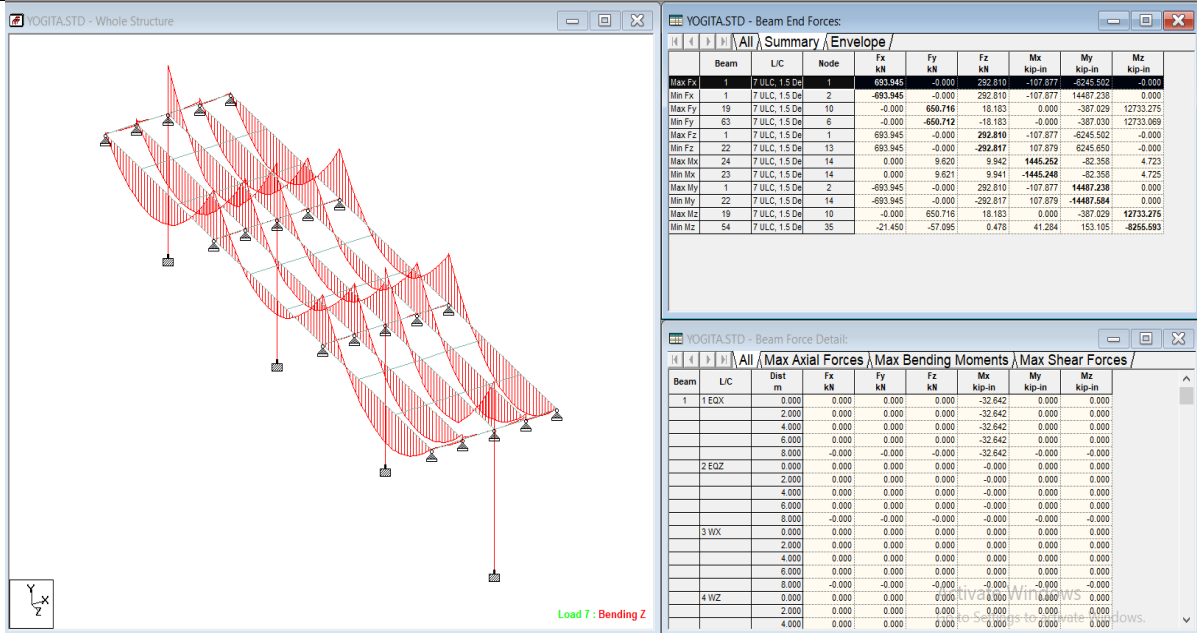 YOGITA.STD - Whole Structure
Y
X
Z
Load 7 : Bending Z
YOGITA.STD - Beam End Forces:
All Summary Envelope
Beam L/C Node Fx kN Fy kN Fz kN Mx kip-in My kip-in Mz kip-in
Max Fx 1 7 ULC, 1.5 De 1 693.945 -0.000 292.810 -107.877 -6245.502 -0.000
Min Fx 1 7 ULC, 1.5 De 2 -693.945 -0.000 292.810 -107.877 14487.238 0.000
Max Fy 19 7 ULC, 1.5 De 10 -0.000 650.716 18.183 0.000 -387.029 12733.275
Min Fy 63 7 ULC, 1.5 De 6 -0.000 -650.712 -18.183 -0.000 -387.030 12733.069
Max Fz 1 7 ULC, 1.5 De 1 693.945 -0.000 292.810 -107.877 -6245.502 -0.000
Min Fz 22 7 ULC, 1.5 De 13 693.945 -0.000 -292.817 107.879 6245.650 -0.000
Max Mx 24 7 ULC, 1.5 De 14 0.000 9.620 9.942 1445.252 -82.358 4.723
Min Mx 23 7 ULC, 1.5 De 14 0.000 9.621 9.941 -1445.248 -82.358 4.725
Max My 1 7 ULC, 1.5 De 2 -693.945 -0.000 292.810 -107.877 14487.238 0.000
Min My 22 7 ULC, 1.5 De 14 -693.945 -0.000 -292.817 107.879 -14487.584 0.000
Max Mz 19 7 ULC, 1.5 De 10 -0.000 650.716 18.183 0.000 -387.029 12733.275
Min Mz 54 7 ULC, 1.5 De 35 -21.450 -57.095 0.478 41.284 153.105 -8255.593
YOGITA.STD - Beam Force Detail:
All Max Axial Forces Max Bending Moments Max Shear Forces
Beam L/C Dist m Fx kN Fy kN Fz kN Mx kip-in My kip-in Mz kip-in
1 1 EQX 0.000 0.000 0.000 0.000 -32.642 0.000 0.000
2.000 0.000 0.000 0.000 -32.642 0.000 0.000
4.000 0.000 0.000 0.000 -32.642 0.000 0.000
6.000 0.000 0.000 0.000 -32.642 0.000 0.000
8.000 -0.000 -0.000 -0.000 -32.642 0.000 0.000
2 EQZ 0.000 0.000 0.000 0.000 -0.000 0.000 0.000
2.000 0.000 0.000 0.000 -0.000 0.000 0.000
4.000 0.000 0.000 0.000 -0.000 0.000 0.000
6.000 0.000 0.000 0.000 -0.000 0.000 0.000
8.000 -0.000 -0.000 -0.000 -0.000 -0.000 -0.000
3 WX 0.000 0.000 0.000 0.000 0.000 0.000 0.000
2.000 0.000 0.000 0.000 0.000 0.000 0.000
4.000 0.000 0.000 0.000 0.000 0.000 0.000
6.000 0.000 0.000 0.000 0.000 0.000 0.000
8.000 -0.000 -0.000 -0.000 -0.000 -0.000 -0.000
4 WZ 0.000 0.000 0.000 0.000 0.000 0.000 0.000
2.000 0.000 0.000 0.000 0.000 0.000 0.000
4.000 0.000 0.000 0.000 0.000 0.000 0.000
Activate Windows
Go to Settings to activate Windows.